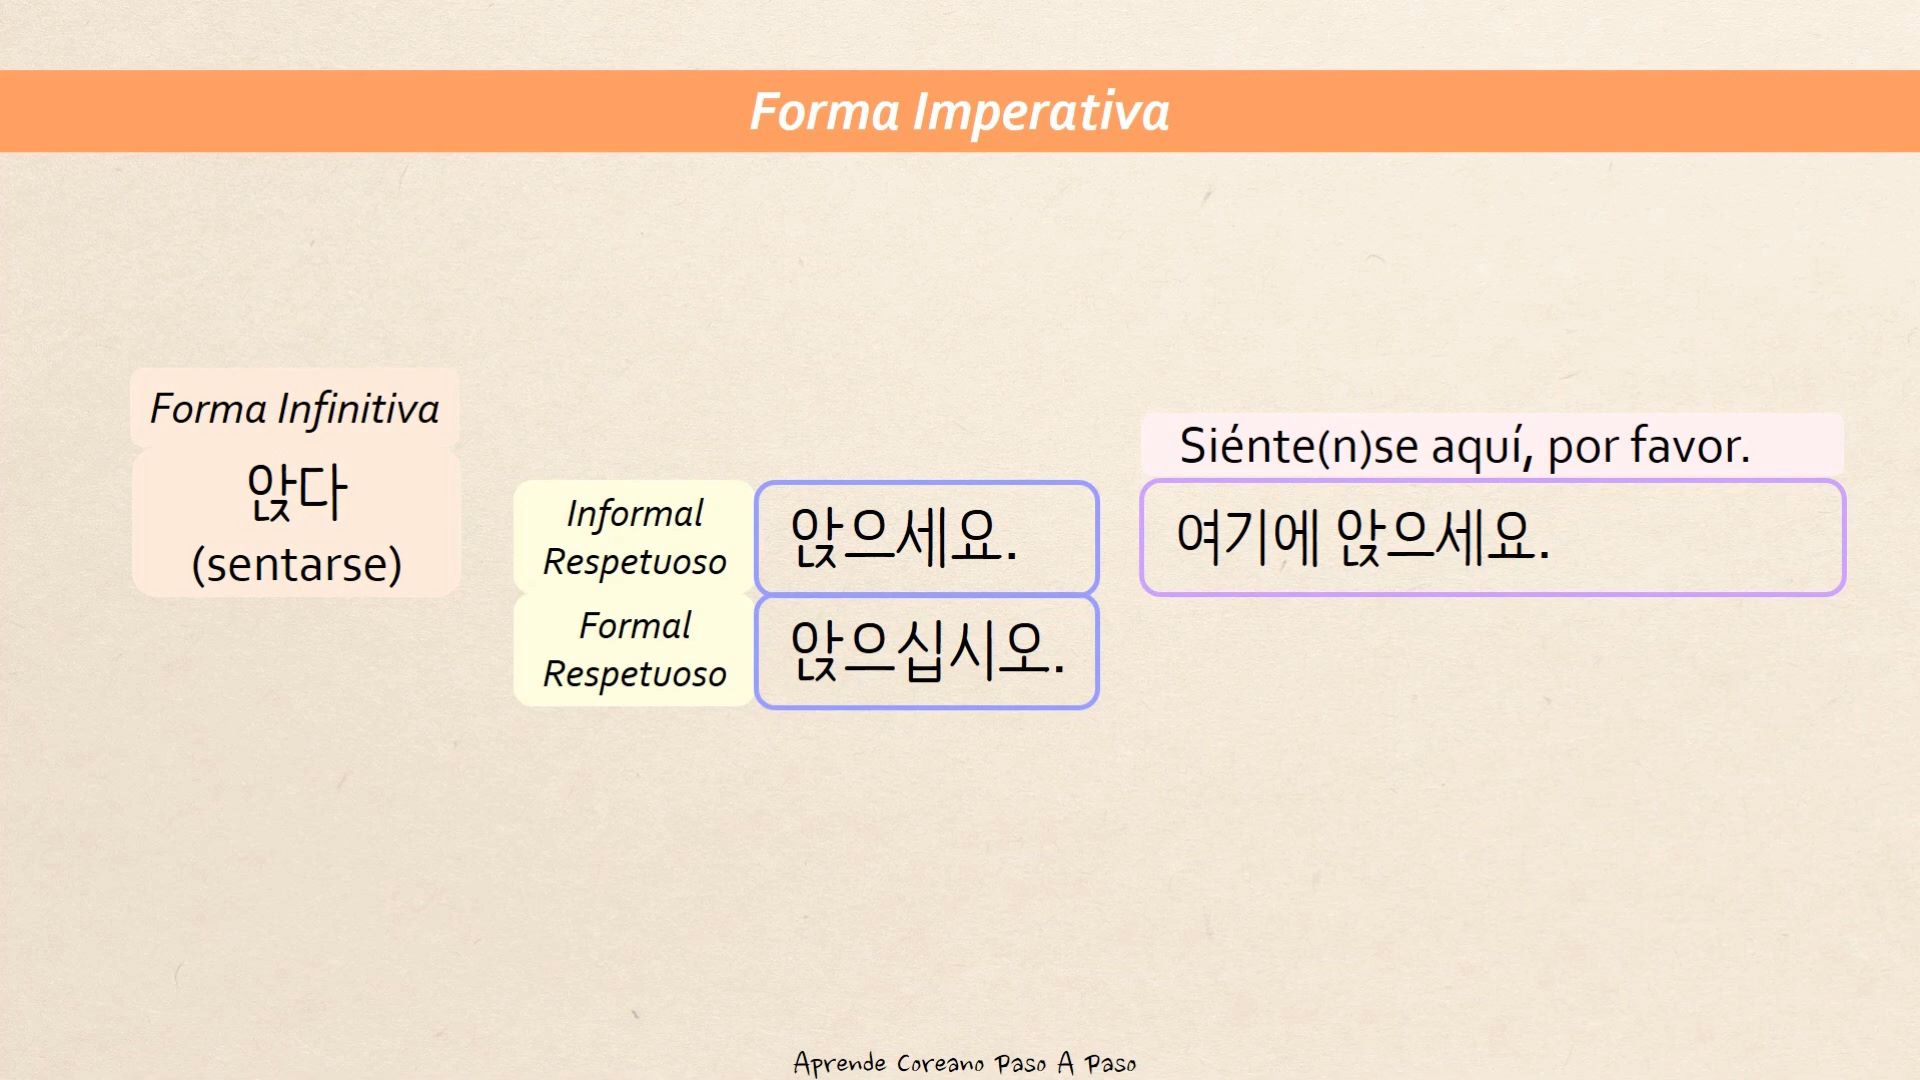 Forma Imperativa
Forma Infinitiva
앉다
(sentarse)
Informal
Respetuoso
앉으세요.
Formal
Respetuoso
앉으십시오.
Siénte(n)se aquí, por favor.
여기에 앉으세요.
Aprende Coreano Paso A Paso